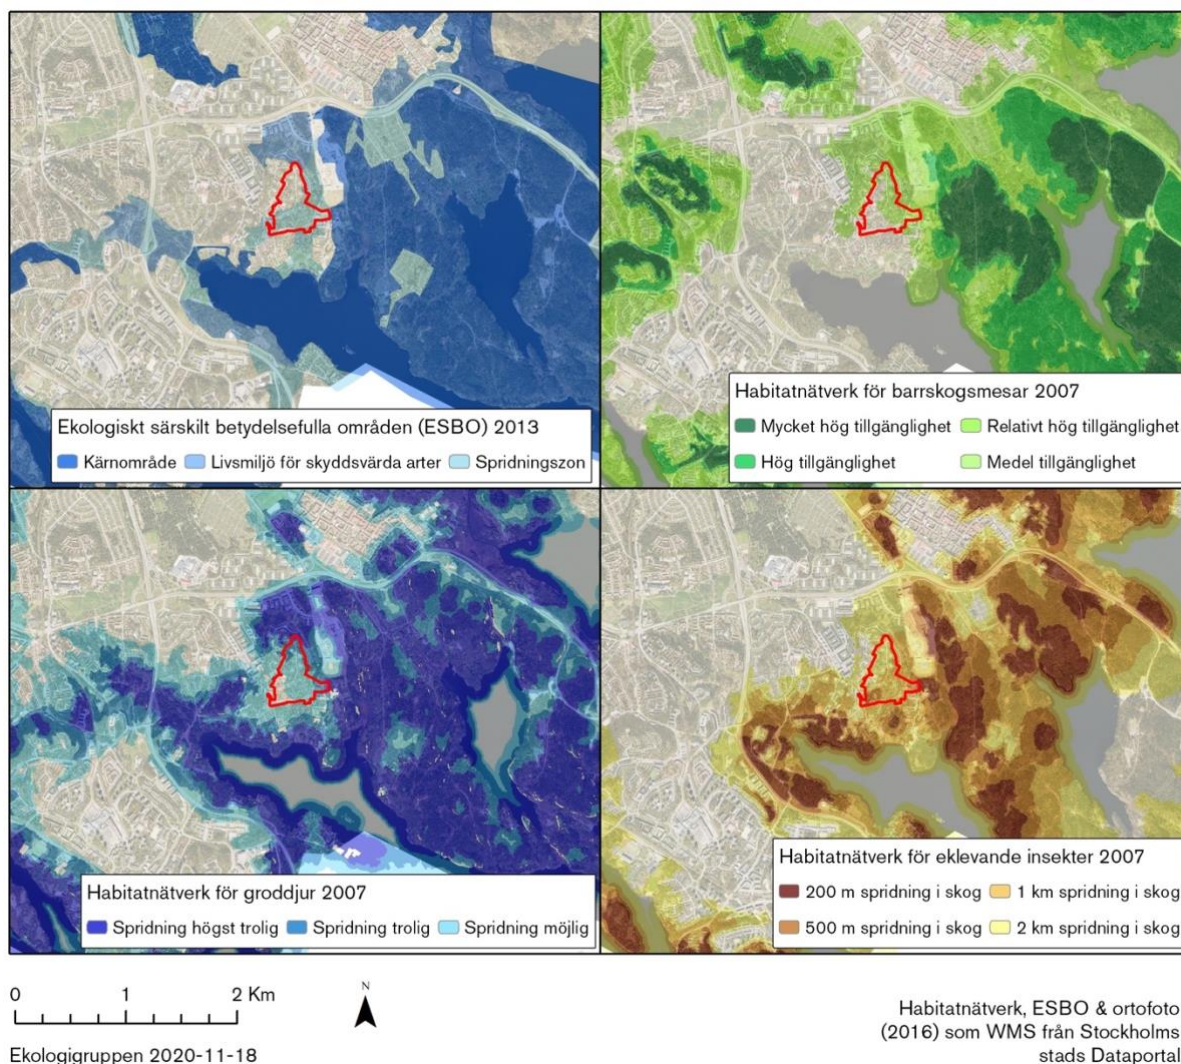 Ekologiskt särskilt betydelsefulla områden (ESBO) 2013
Kärnområde Livsmiljö för skyddsvärda arter Spridningszon
Habitatnätverk för barrskogsmesar 2007
Mycket hög tillgänglighet Relativt hög tillgänglighet
Hög tillgänglighet Medel tillgänglighet
Habitatnätverk för groddjur 2007
Spridning högst trolig Spridning trolig Spridning möjlig
Habitatnätverk för eklevande insekter 2007
200 m spridning i skog 1 km spridning i skog
500 m spridning i skog 2 km spridning i skog
0 1 2 Km
N
Ekologigruppen 2020-11-18
Habitatnätverk, ESBO & ortofoto
(2016) som WMS från Stockholms
stads Dataportal